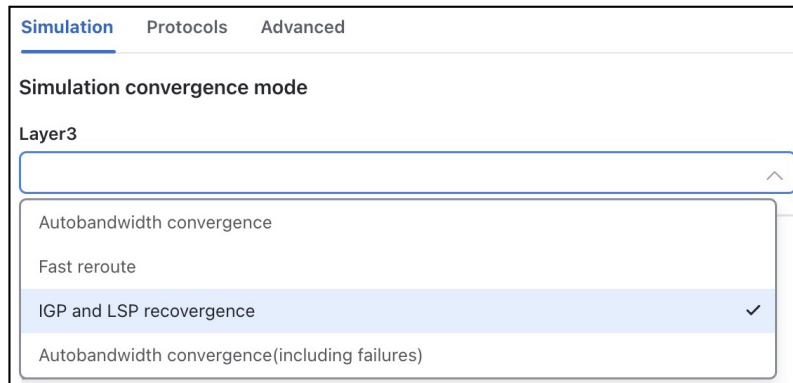 Simulation Protocols Advanced
Simulation convergence mode
Layer3
Autobandwidth convergence
Fast reroute
IGP and LSP recovergence
Autobandwidth convergence(including failures)